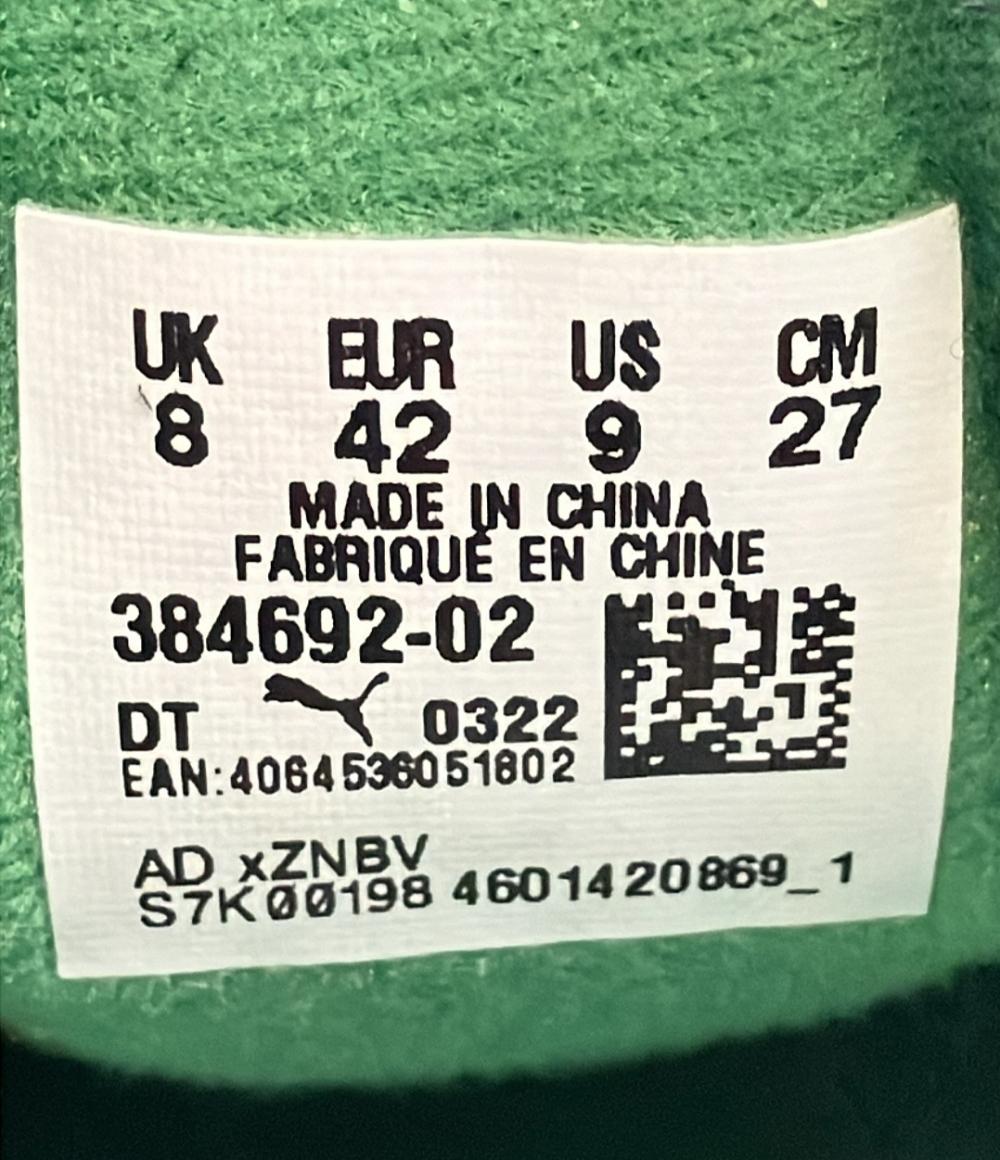 UK EUR US CM
8 42 9 27
MADE IN CHINA
FABRIQUÉ EN CHINE
384692-02
DT 0322
EAN:4064536051802
AD xZNBV
S7K00198 4601420869_1